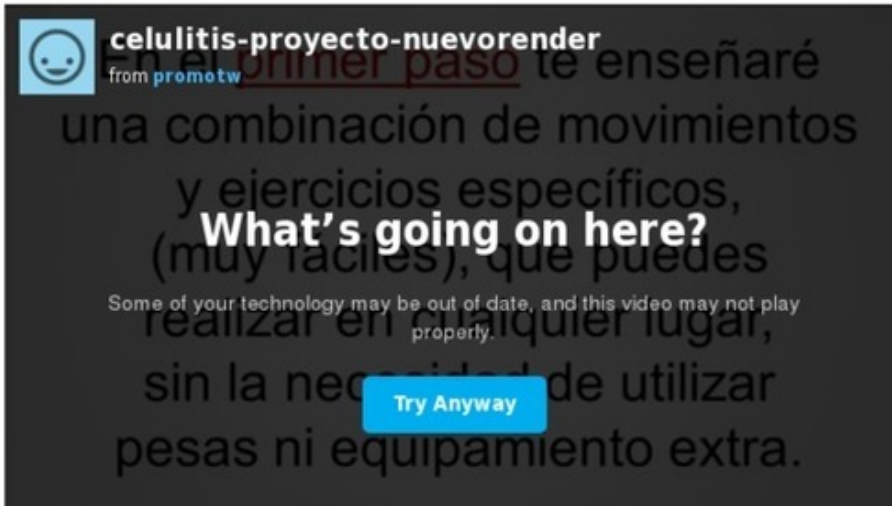 celulitis-proyecto-nuevorender
from promotw
En el primer paso te enseñaré
una combinación de movimientos
y ejercicios específicos,
What's going on here?
(muy fáciles), que puedes
Some of your technology may be out of date, and this video may not play
properly.
realizar en cualquier lugar,
sin la necesidad de utilizar
Try Anyway
pesas ni equipamiento extra.